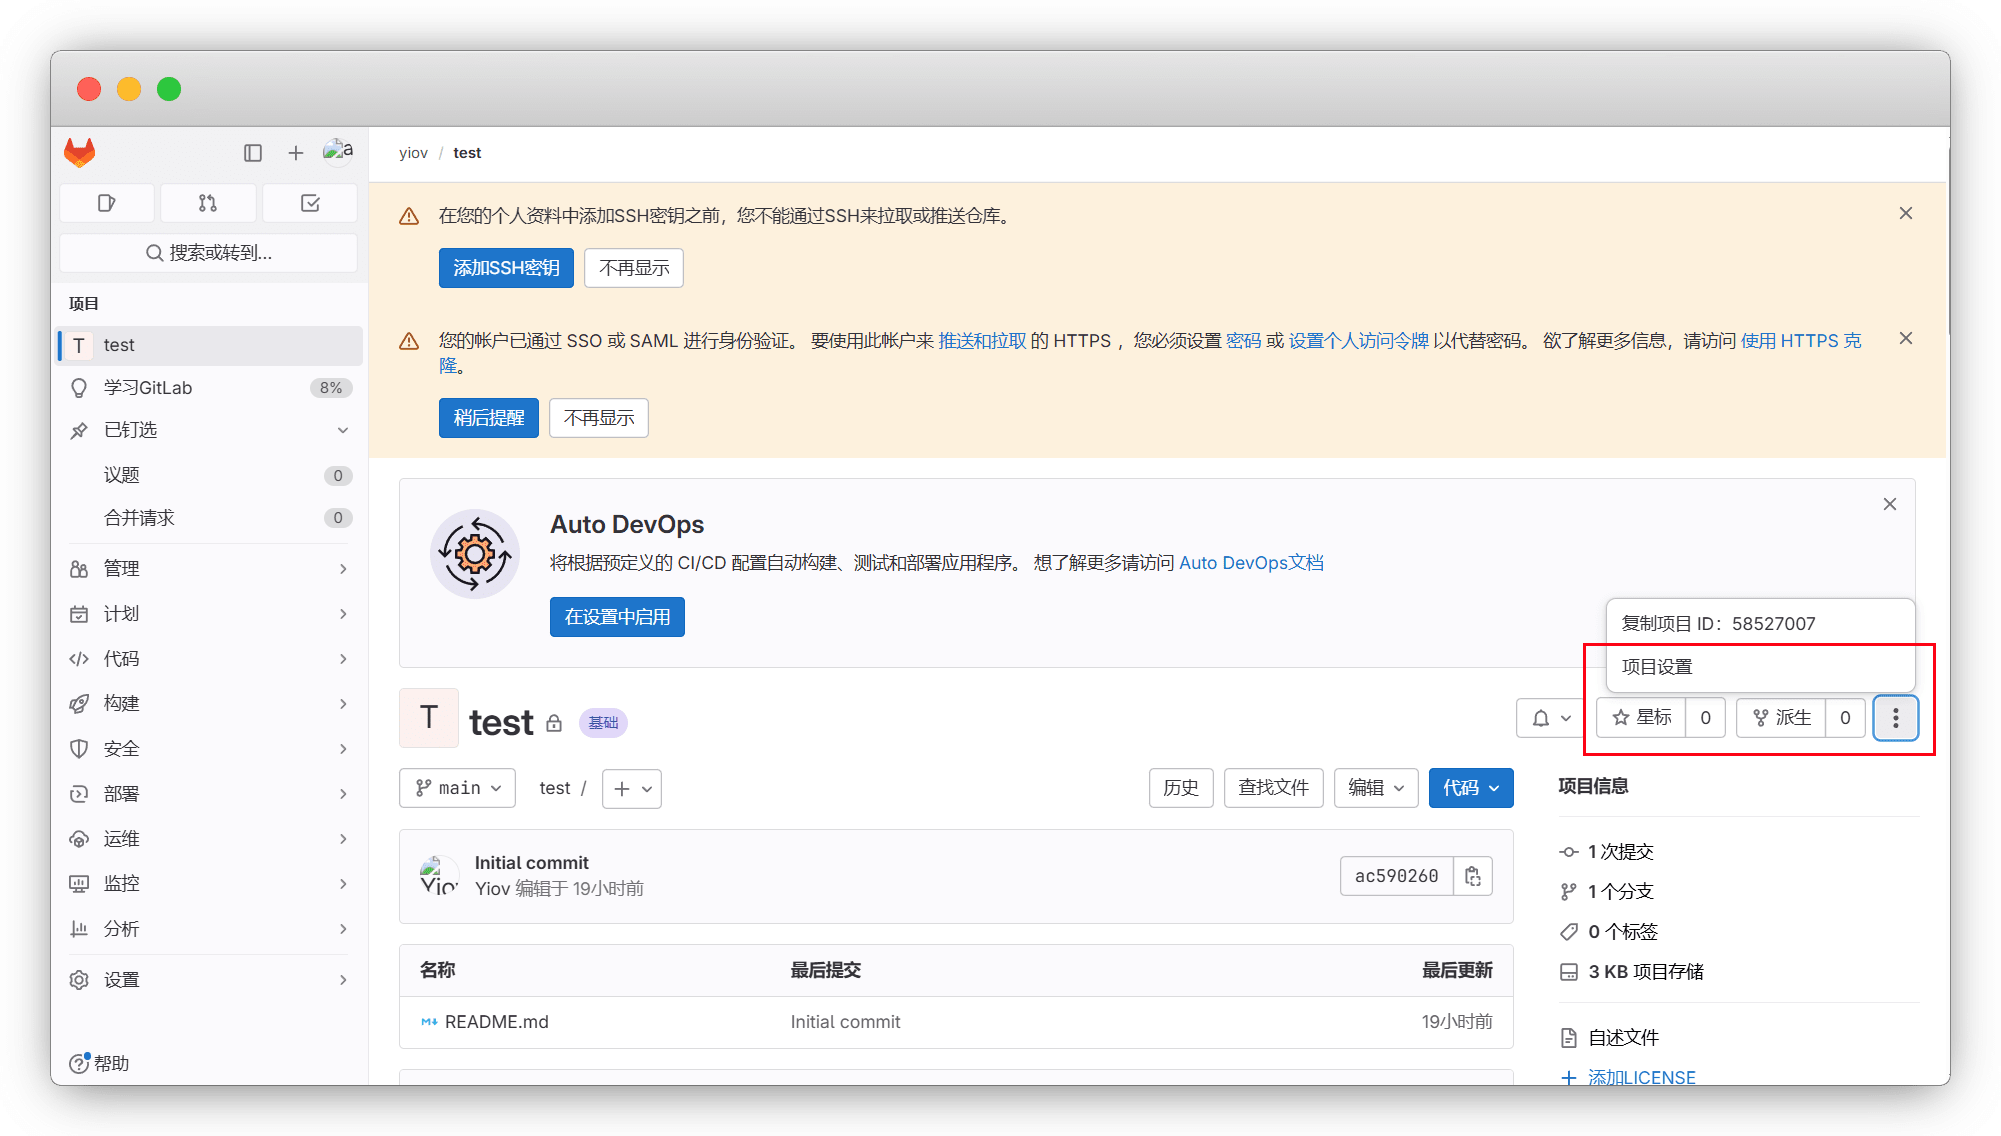 a
yiov / test
搜索或转到...
项目
T test
学习GitLab 8%
已钉选
议题 0
合并请求 0
管理
计划
代码
构建
安全
部署
运维
监控
分析
设置
帮助
在您的个人资料中添加SSH密钥之前，您不能通过SSH来拉取或推送仓库。
添加SSH密钥 不再显示
您的帐户已通过 SSO 或 SAML 进行身份验证。 要使用此帐户来 推送和拉取 的 HTTPS ，您必须设置 密码 或 设置个人访问令牌 以代替密码。 欲了解更多信息，请访问 使用 HTTPS 克
隆。
稍后提醒 不再显示
Auto DevOps
将根据预定义的 CI/CD 配置自动构建、测试和部署应用程序。 想了解更多请访问 Auto DevOps文档
在设置中启用
复制项目 ID：58527007
项目设置
T test 基础
星标 0 派生 0
main test / 历史 查找文件 编辑 代码
Initial commit
Yiov 编辑于 19小时前
ac590260
名称 最后提交 最后更新
README.md Initial commit 19小时前
项目信息
1 次提交
1 个分支
0 个标签
3 KB 项目存储
自述文件
添加LICENSE